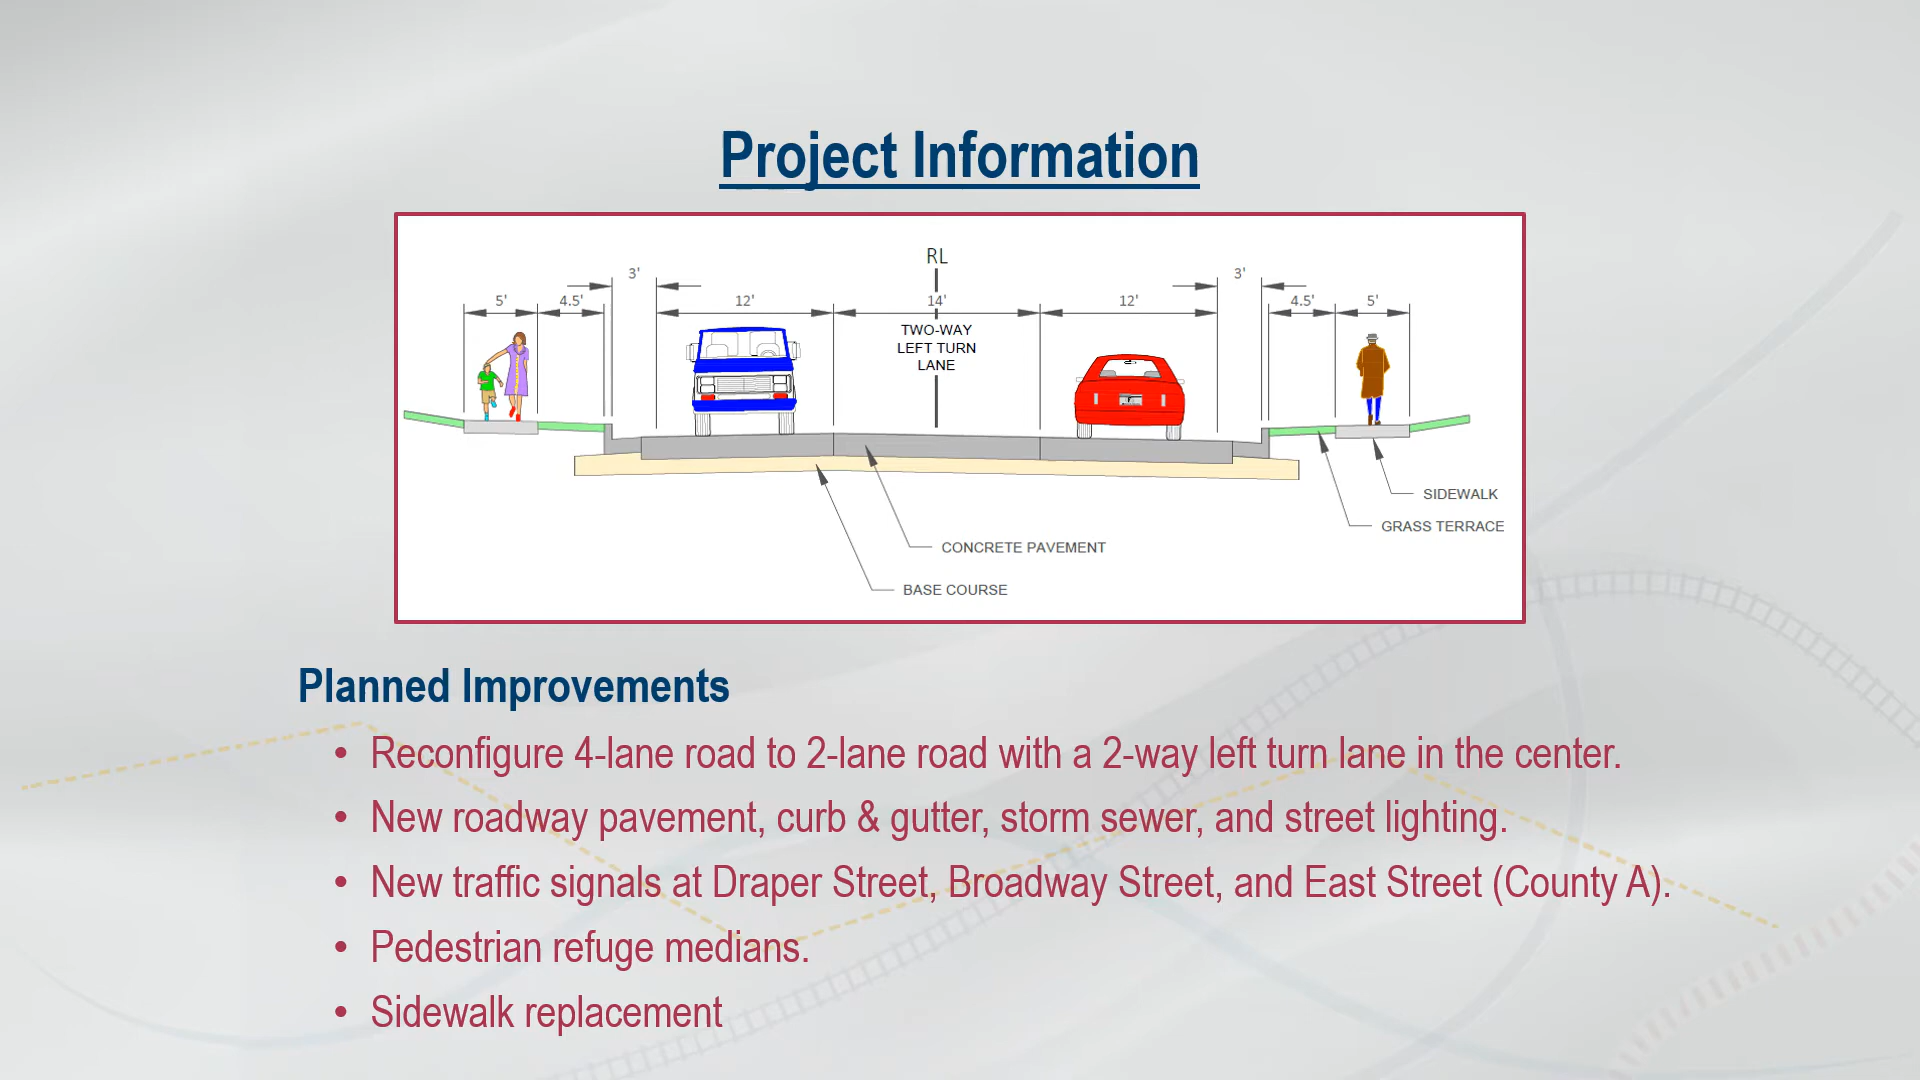 Project Information
RL
3'
3'
5'
4.5'
12'
14'
12'
4.5'
5'
TWO-WAY
LEFT TURN
LANE
SIDEWALK
GRASS TERRACE
CONCRETE PAVEMENT
BASE COURSE
Planned Improvements
• Reconfigure 4-lane road to 2-lane road with a 2-way left turn lane in the center.
• New roadway pavement, curb & gutter, storm sewer, and street lighting.
• New traffic signals at Draper Street, Broadway Street, and East Street (County A).
• Pedestrian refuge medians.
• Sidewalk replacement